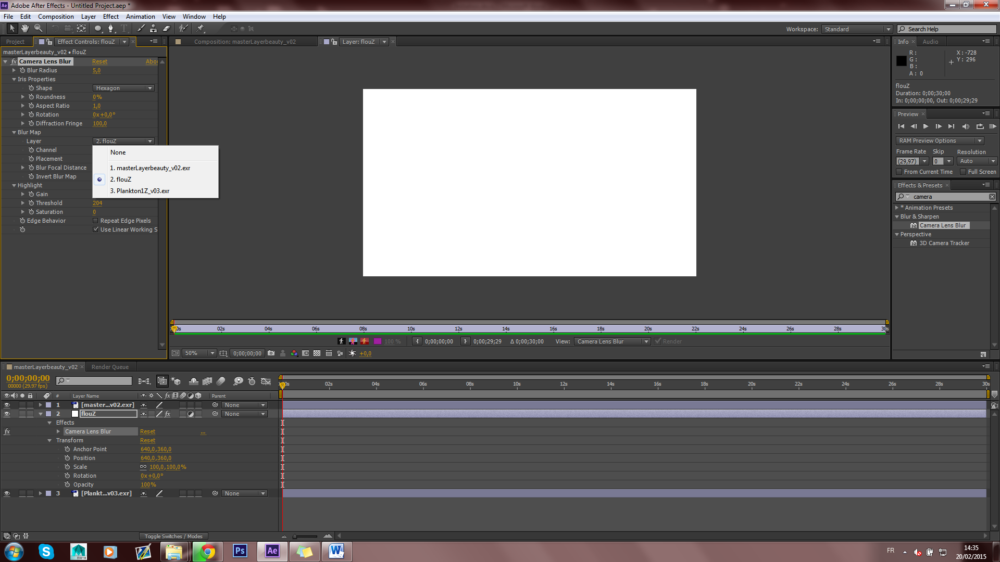 Adobe After Effects - Untitled Project.aep *
File Edit Composition Layer Effect Animation View Window Help
Workspace: Standard Search Help
Project Effect Controls: flouZ Composition: masterLayerbeauty_v02 Layer: flouZ Info Audio
masterLayerbeauty_v02 • flouZ
Camera Lens Blur Reset Abou
Blur Radius 5,0
Iris Properties
Shape Hexagon
Roundness 0%
Aspect Ratio 1,0
Rotation 0x+0,0°
Diffraction Fringe 100,0
Blur Map
Layer 2. flouZ
Channel
Placement
Blur Focal Distance
Invert Blur Map
Highlight
Gain
Threshold 204
Saturation 0
Edge Behavior Repeat Edge Pixels
Use Linear Working S
None
1. masterLayerbeauty_v02.exr
2. flouZ
3. Plankton1Z_v03.exr
R : X : -728
G : Y : 296
B :
A : 0
flouZ
Duration: 0;00;30;00
In: 0;00;00;00, Out: 0;00;29;29
Preview
RAM Preview Options
Frame Rate Skip Resolution
(29,97) 0 Auto
From Current Time Full Screen
Effects & Presets
camera
* Animation Presets
Blur & Sharpen
32 Camera Lens Blur
Perspective
32 3D Camera Tracker
0s 02s 04s 06s 08s 10s 12s 14s 16s 18s 20s 22s 24s 26s 28s 30s
100 % 0;00;00;00 0;00;29;29 Δ 0;00;30;00 View: Camera Lens Blur Render
50% 0;00;00;00 +0,0
masterLayerbeauty_v02 Render Queue
0;00;00;00
00000 (29.97 fps)
00s 02s 04s 06s 08s 10s 12s 14s 16s 18s 20s 22s 24s 26s 28s 30s
# Layer Name fx Parent
1 [master...v02.exr] None
2 flouZ fx None
Effects
fx Camera Lens Blur Reset ...
Transform Reset
Anchor Point 640,0,360,0
Position 640,0,360,0
Scale 100,0,100,0%
Rotation 0x+0,0°
Opacity 100%
3 [Plankt...v03.exr] None
Toggle Switches / Modes
MAYA Ps Ae
FR 14:35
20/02/2015